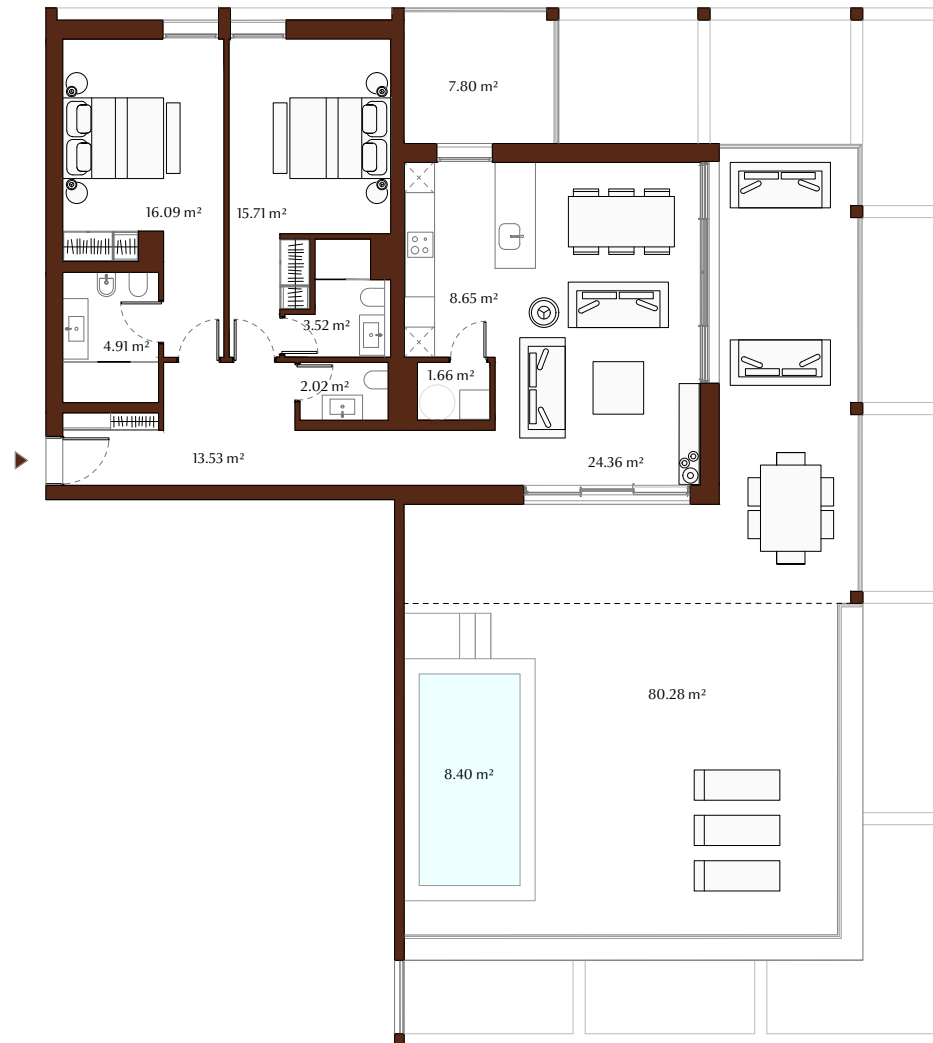 7.80 m²
16.09 m²
15.71 m²
8.65 m²
3.52 m²
4.91 m²
1.66 m²
2.02 m²
13.53 m²
24.36 m²
80.28 m²
8.40 m²